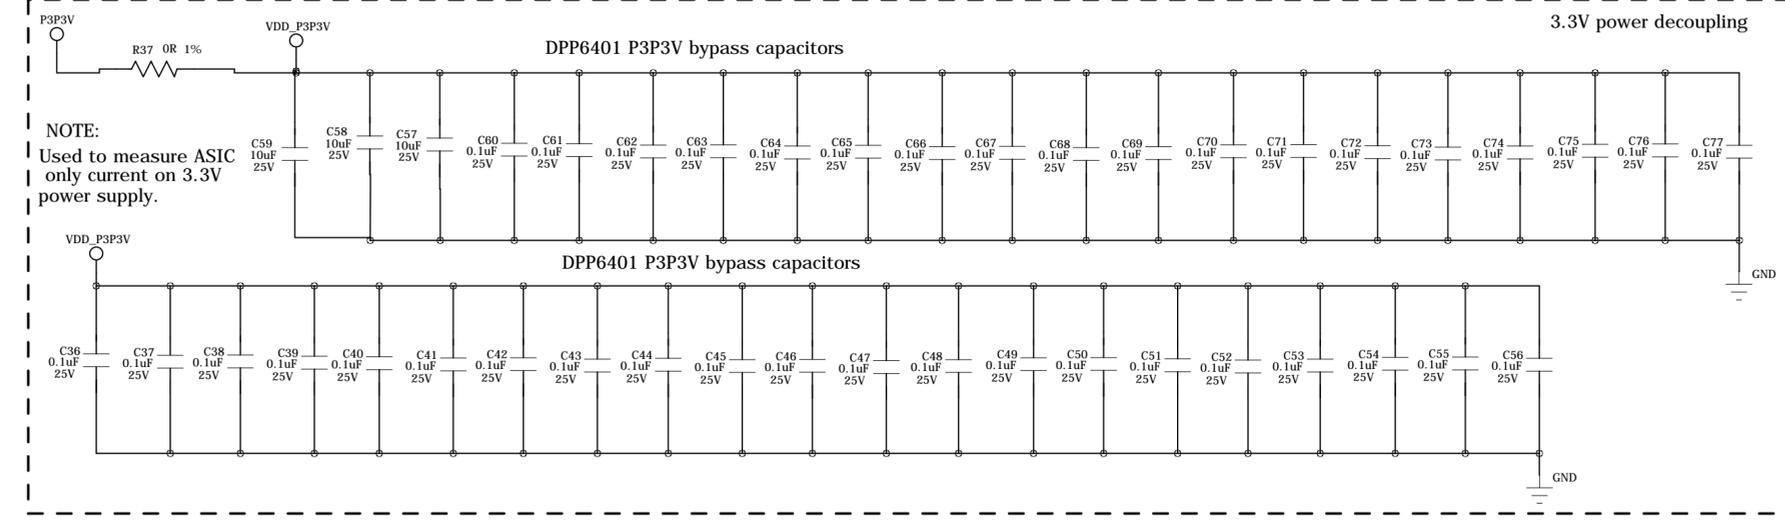 P3P3V
3.3V power decoupling
VDD_P3P3V
DPP6401 P3P3V bypass capacitors
R37 0R 1%
NOTE:
Used to measure ASIC
only current on 3.3V
power supply.
C59
10uF
25V
C58
10uF
25V
C57
10uF
25V
C60
0.1uF
25V
C61
0.1uF
25V
C62
0.1uF
25V
C63
0.1uF
25V
C64
0.1uF
25V
C65
0.1uF
25V
C66
0.1uF
25V
C67
0.1uF
25V
C68
0.1uF
25V
C69
0.1uF
25V
C70
0.1uF
25V
C71
0.1uF
25V
C72
0.1uF
25V
C73
0.1uF
25V
C74
0.1uF
25V
C75
0.1uF
25V
C76
0.1uF
25V
C77
0.1uF
25V
GND
VDD_P3P3V
DPP6401 P3P3V bypass capacitors
C36
0.1uF
25V
C37
0.1uF
25V
C38
0.1uF
25V
C39
0.1uF
25V
C40
0.1uF
25V
C41
0.1uF
25V
C42
0.1uF
25V
C43
0.1uF
25V
C44
0.1uF
25V
C45
0.1uF
25V
C46
0.1uF
25V
C47
0.1uF
25V
C48
0.1uF
25V
C49
0.1uF
25V
C50
0.1uF
25V
C51
0.1uF
25V
C52
0.1uF
25V
C53
0.1uF
25V
C54
0.1uF
25V
C55
0.1uF
25V
C56
0.1uF
25V
GND